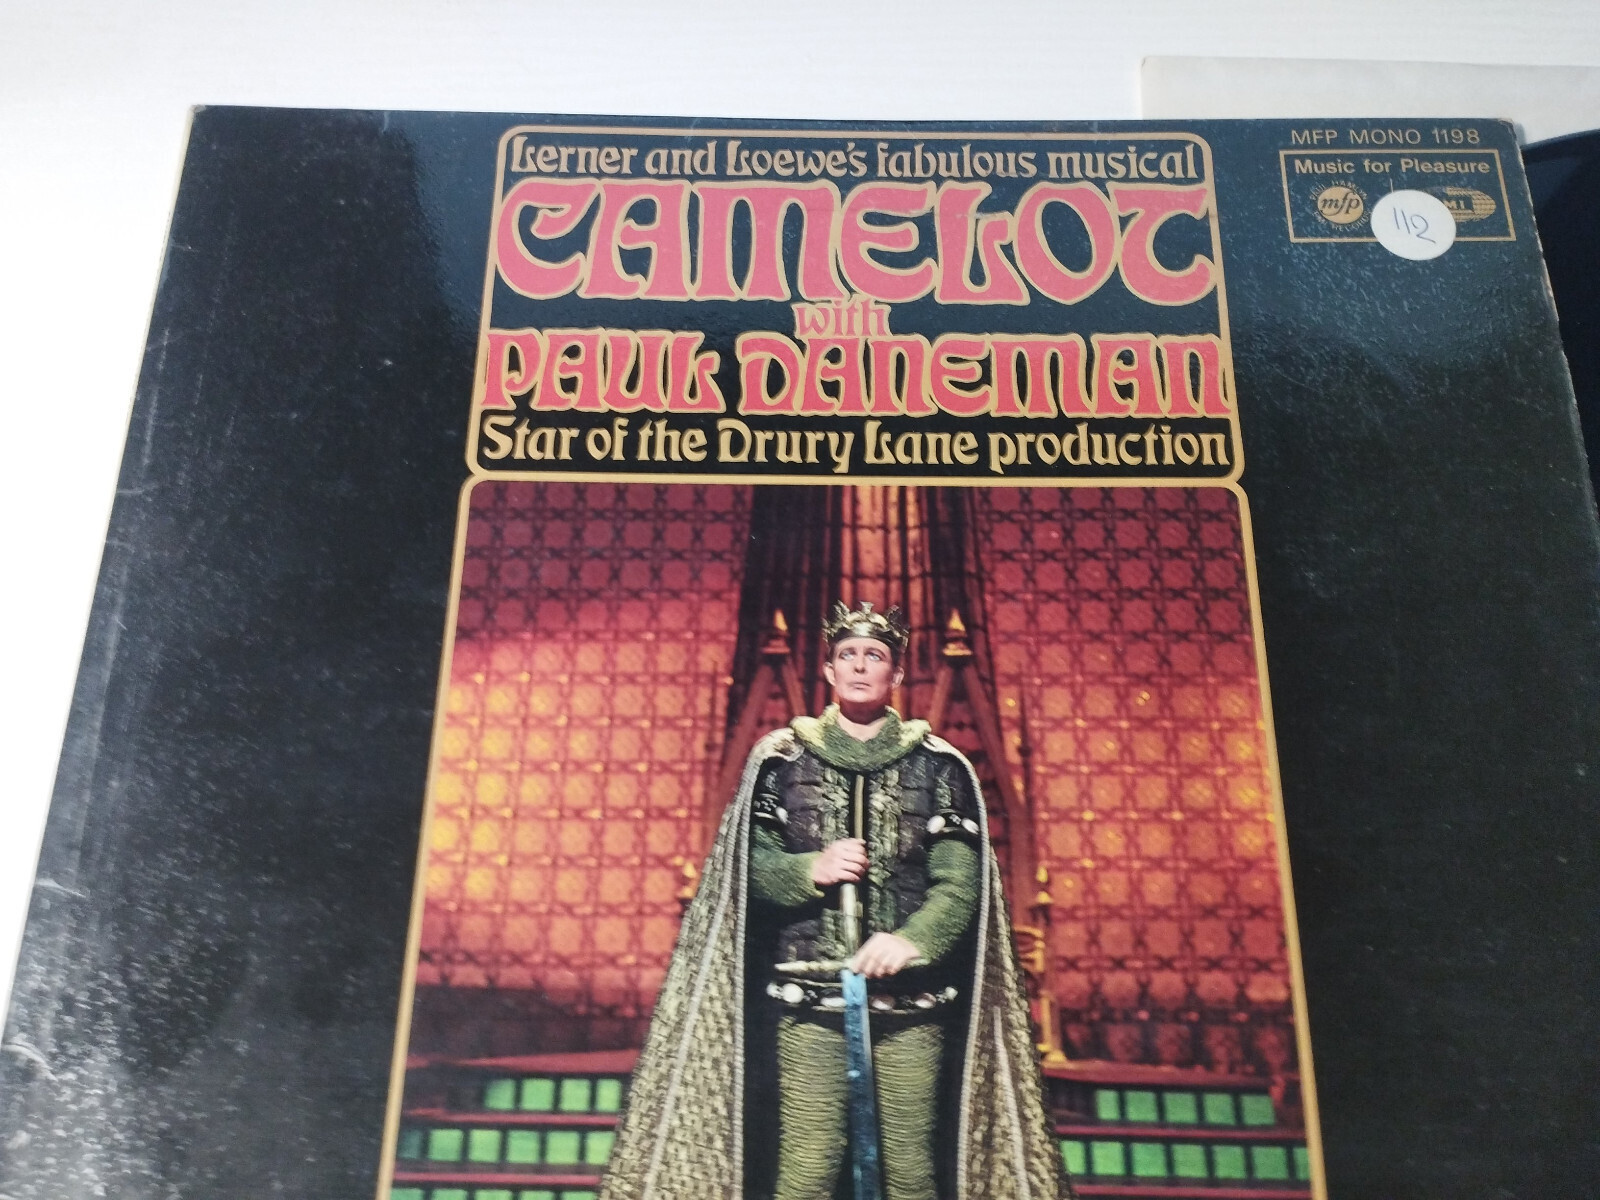 Lerner and Loewe's fabulous musical
CAMELOT
with
PAUL DANEMAN
Star of the Drury Lane production
MFP MONO 1198
Music for Pleasure
mfp
112